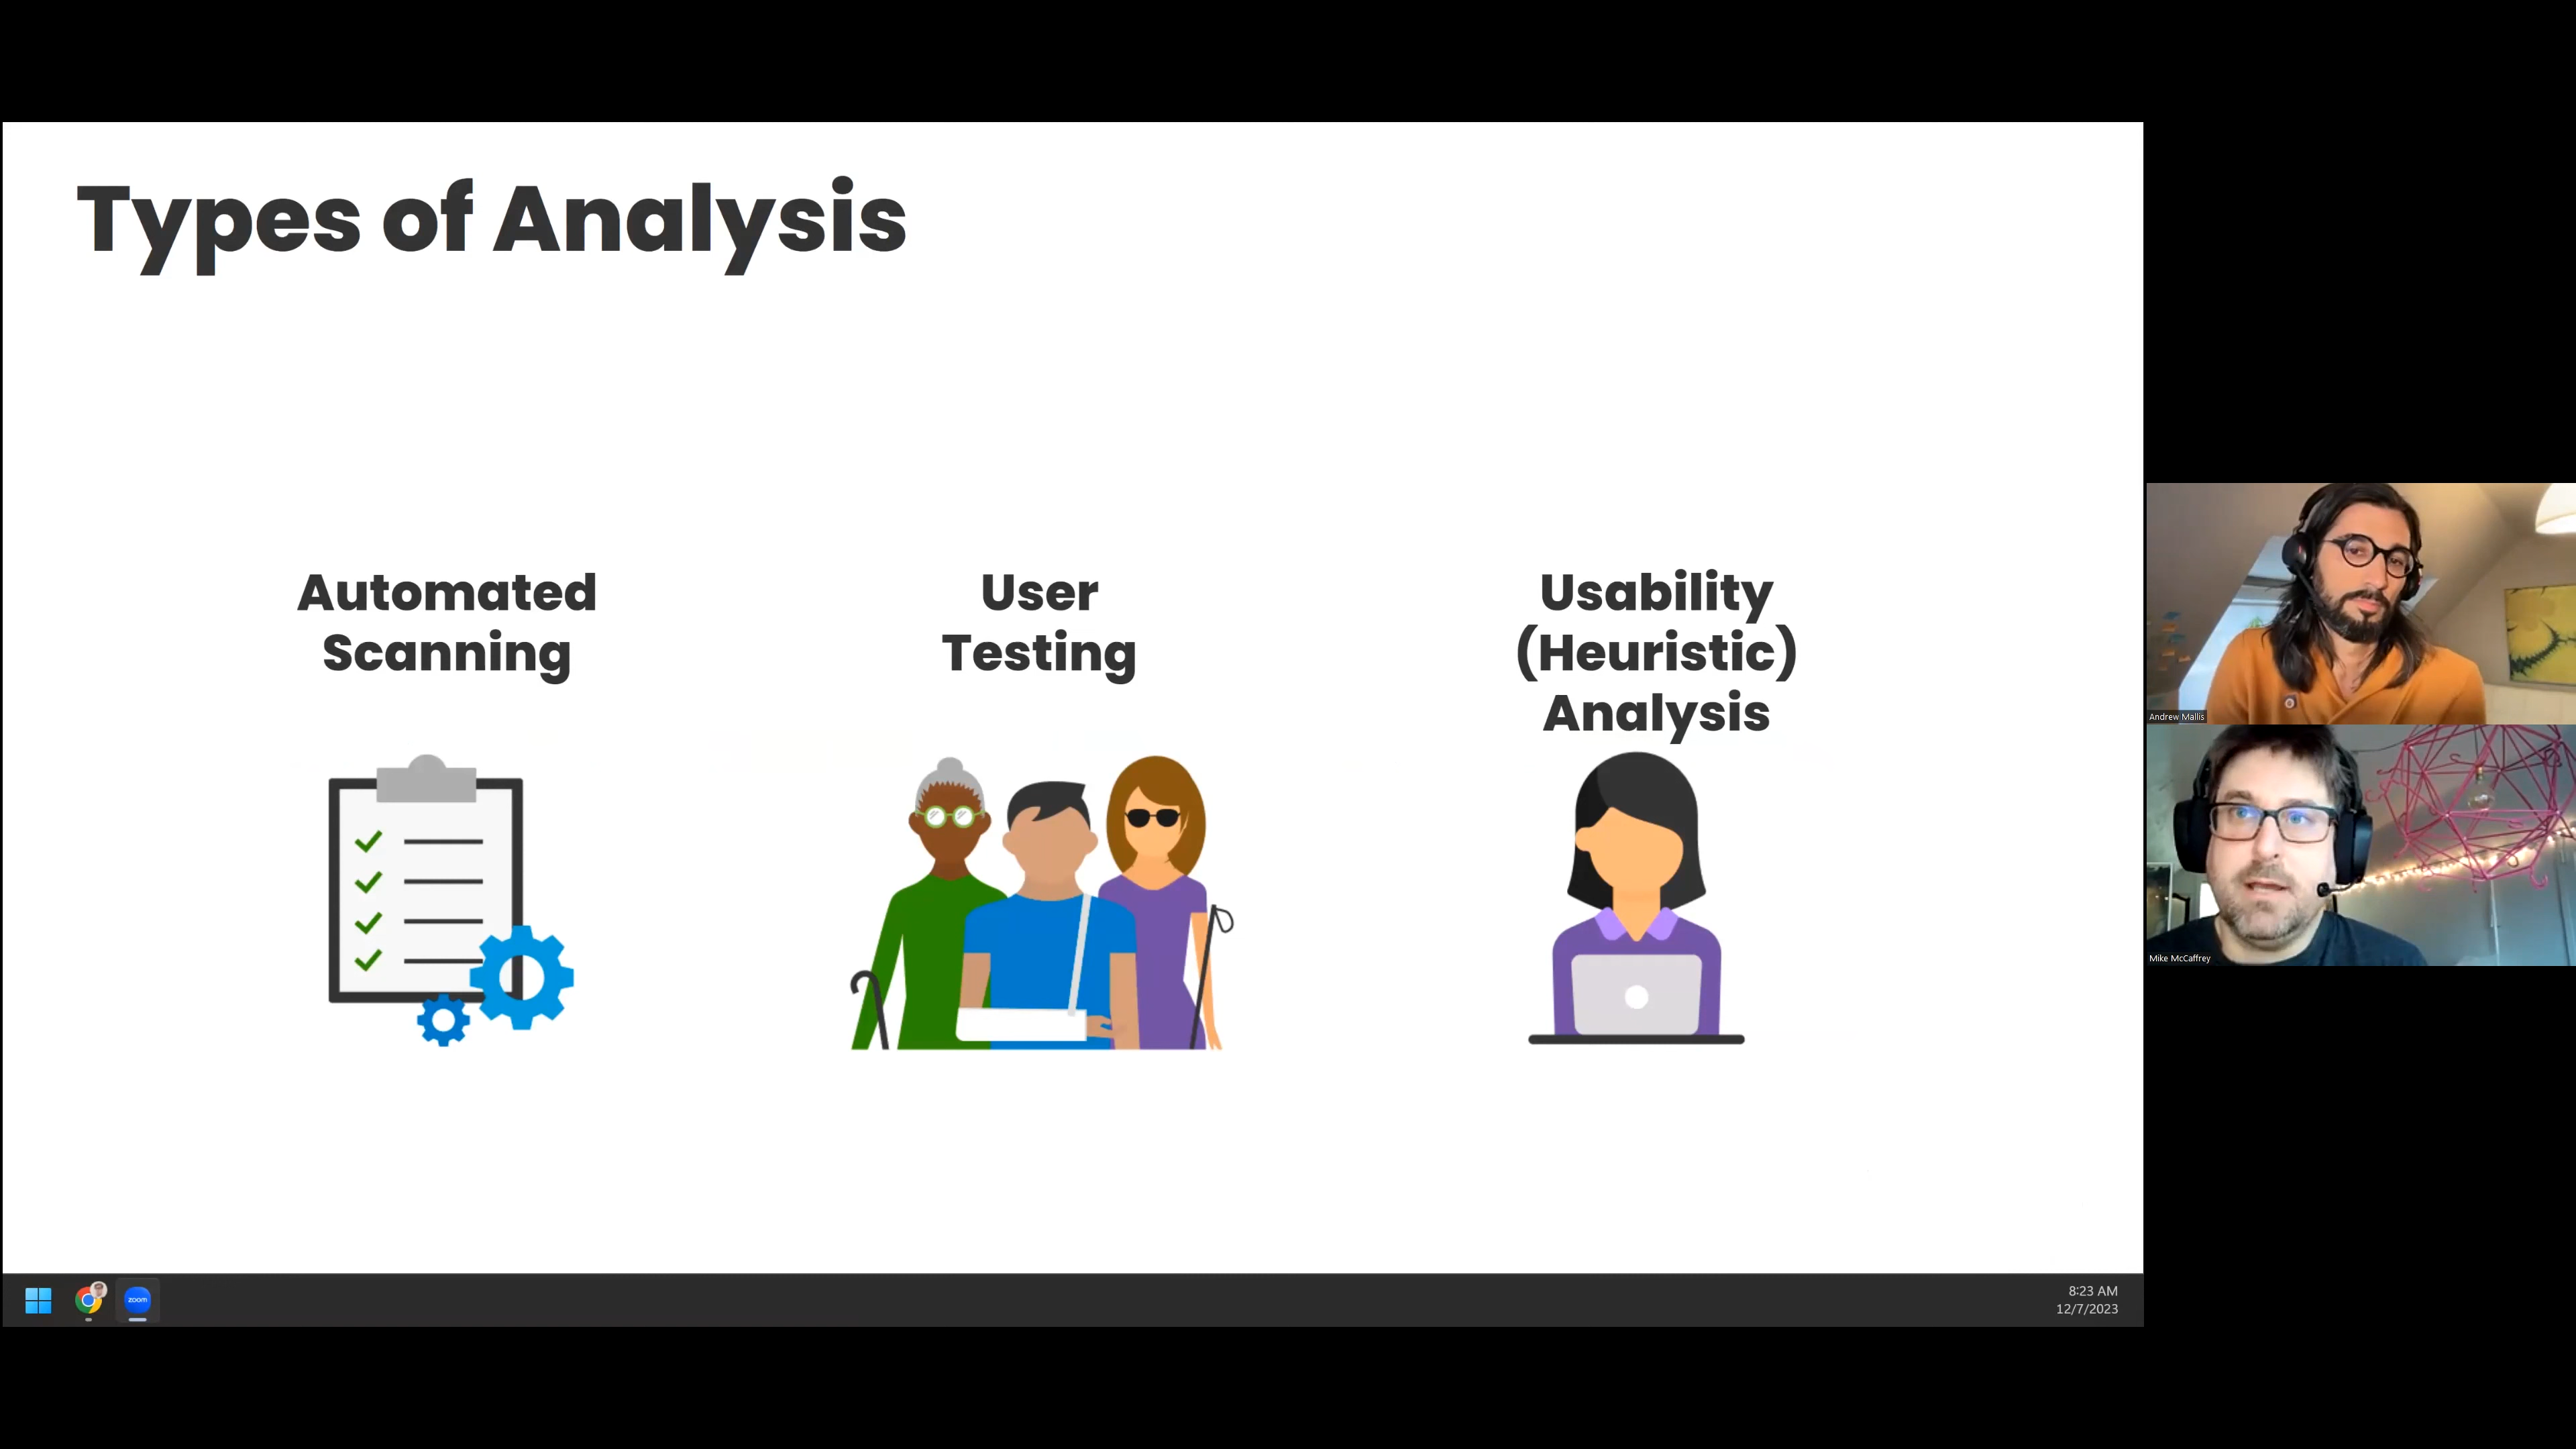 Types of Analysis
Automated
Scanning
User
Testing
Usability
(Heuristic)
Analysis
Andrew Mallis
Mike McCaffrey
zoom
8:23 AM
12/7/2023